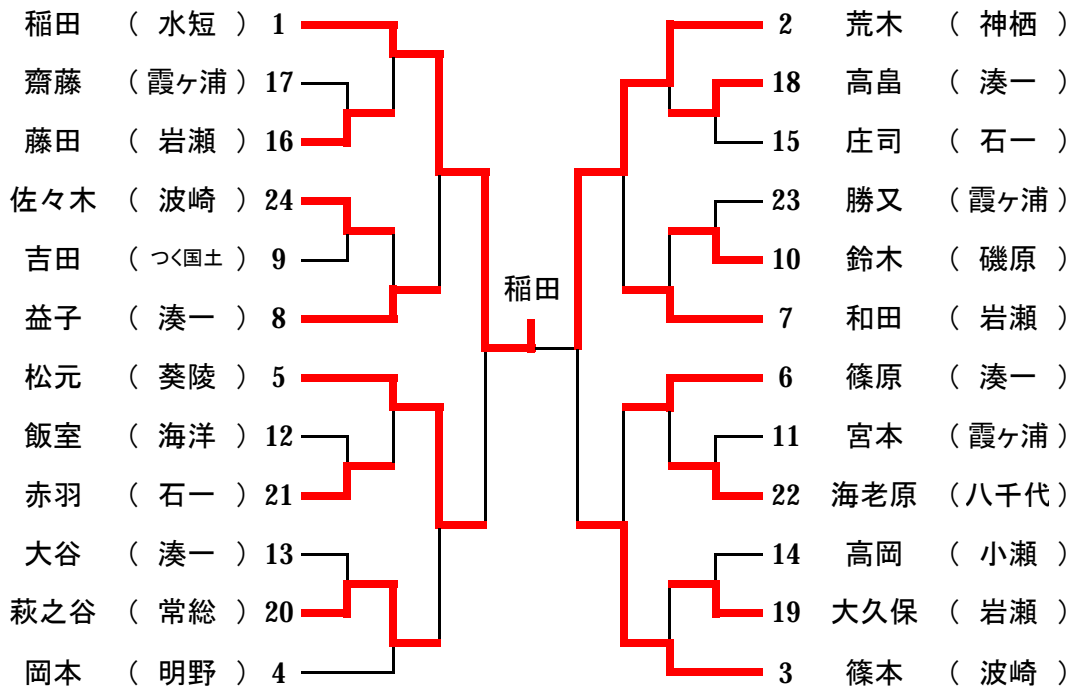 稲田 ( 水短 ) 1 2 荒木 ( 神栖 )
齋藤 (霞ヶ浦) 17 18 高畠 ( 湊一 )
藤田 ( 岩瀬 ) 16 15 庄司 ( 石一 )
佐々木 ( 波崎 ) 24 23 勝又 (霞ヶ浦)
吉田 ( つく国土 ) 9 10 鈴木 ( 磯原 )
稲田
益子 ( 湊一 ) 8 7 和田 ( 岩瀬 )
松元 ( 葵陵 ) 5 6 篠原 ( 湊一 )
飯室 ( 海洋 ) 12 11 宮本 (霞ヶ浦)
赤羽 ( 石一 ) 21 22 海老原 (八千代)
大谷 ( 湊一 ) 13 14 高岡 ( 小瀬 )
萩之谷 ( 常総 ) 20 19 大久保 ( 岩瀬 )
岡本 ( 明野 ) 4 3 篠本 ( 波崎 )